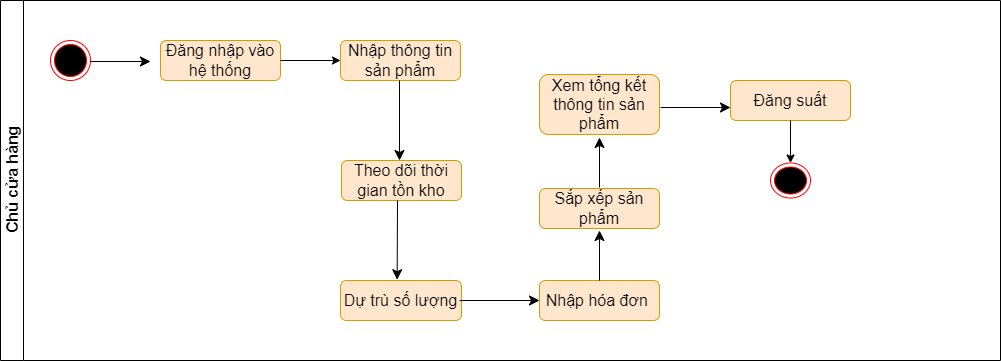 Chủ cửa hàng
Đăng nhập vào
hệ thống
Nhập thông tin
sản phẩm
Theo dõi thời
gian tồn kho
Dự trù số lượng
Nhập hóa đơn
Sắp xếp sản
phẩm
Xem tổng kết
thông tin sản
phẩm
Đăng suất